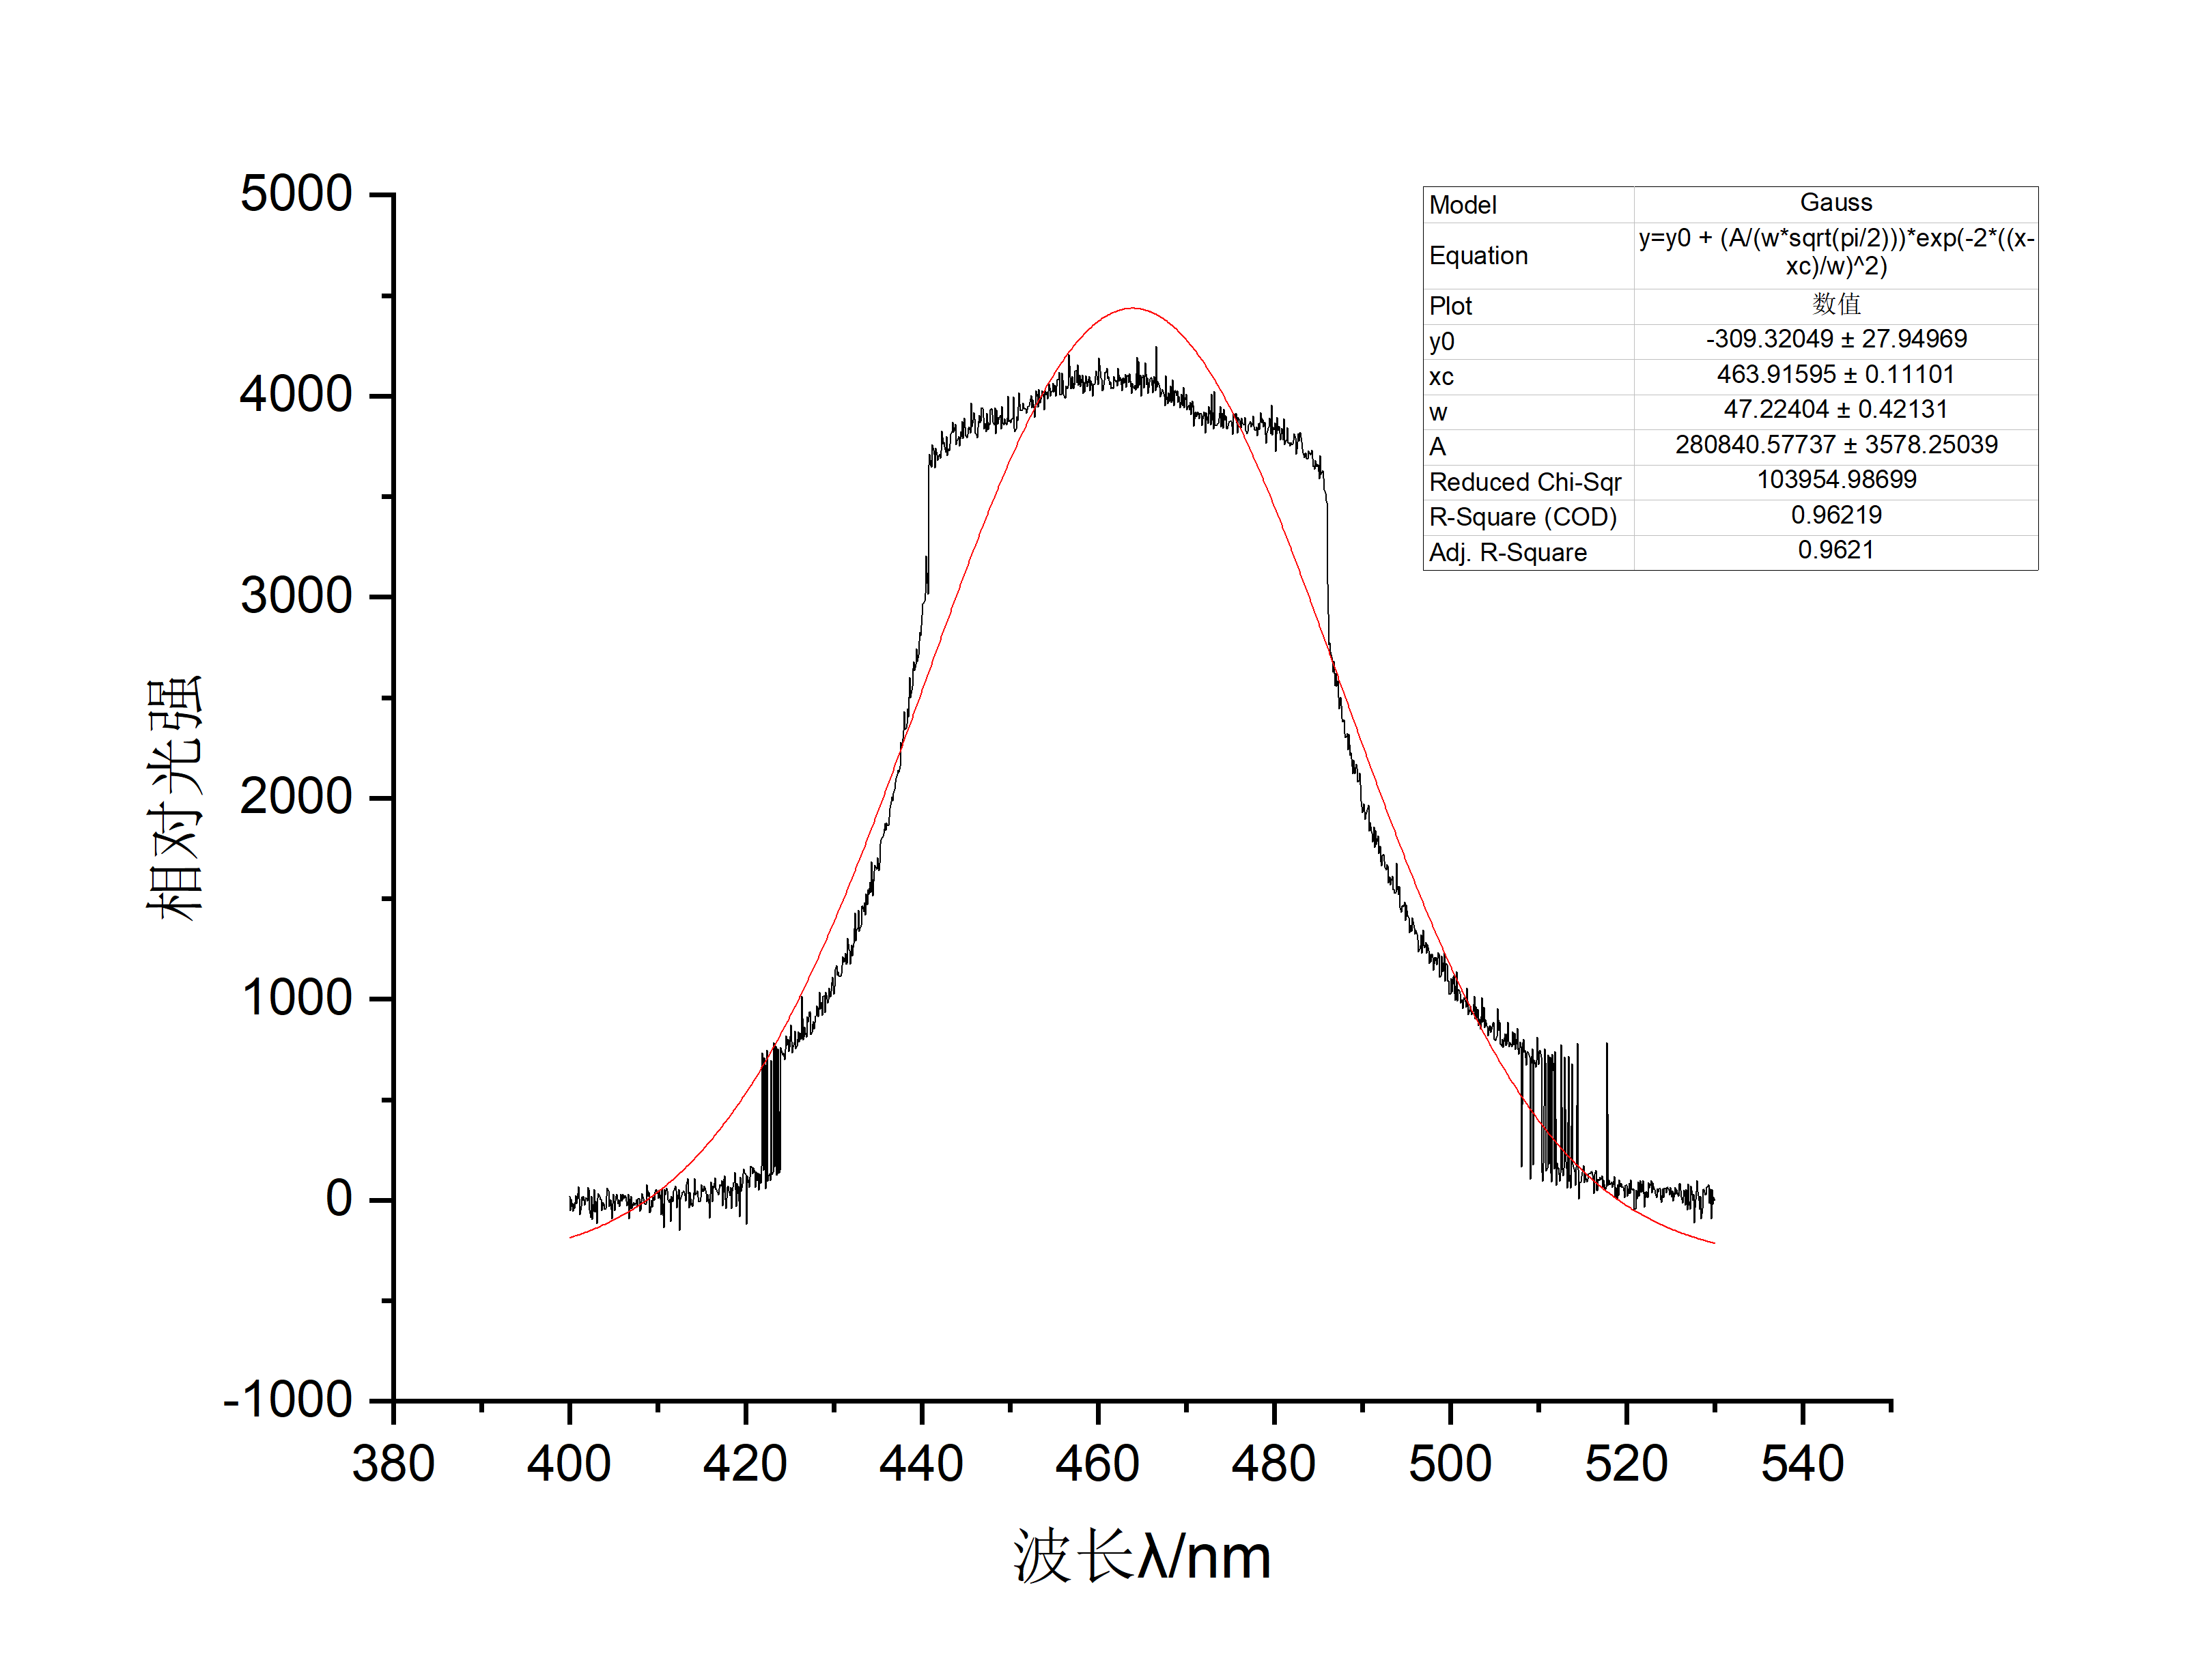 5000
4000
3000
2000
1000
0
-1000
380 400 420 440 460 480 500 520 540
相对光强
波长λ/nm
Model Gauss
Equation y=y0 + (A/(w*sqrt(pi/2)))*exp(-2*((x-
xc)/w)^2)
Plot 数值
y0 -309.32049 ± 27.94969
xc 463.91595 ± 0.11101
w 47.22404 ± 0.42131
A 280840.57737 ± 3578.25039
Reduced Chi-Sqr 103954.98699
R-Square (COD) 0.96219
Adj. R-Square 0.9621